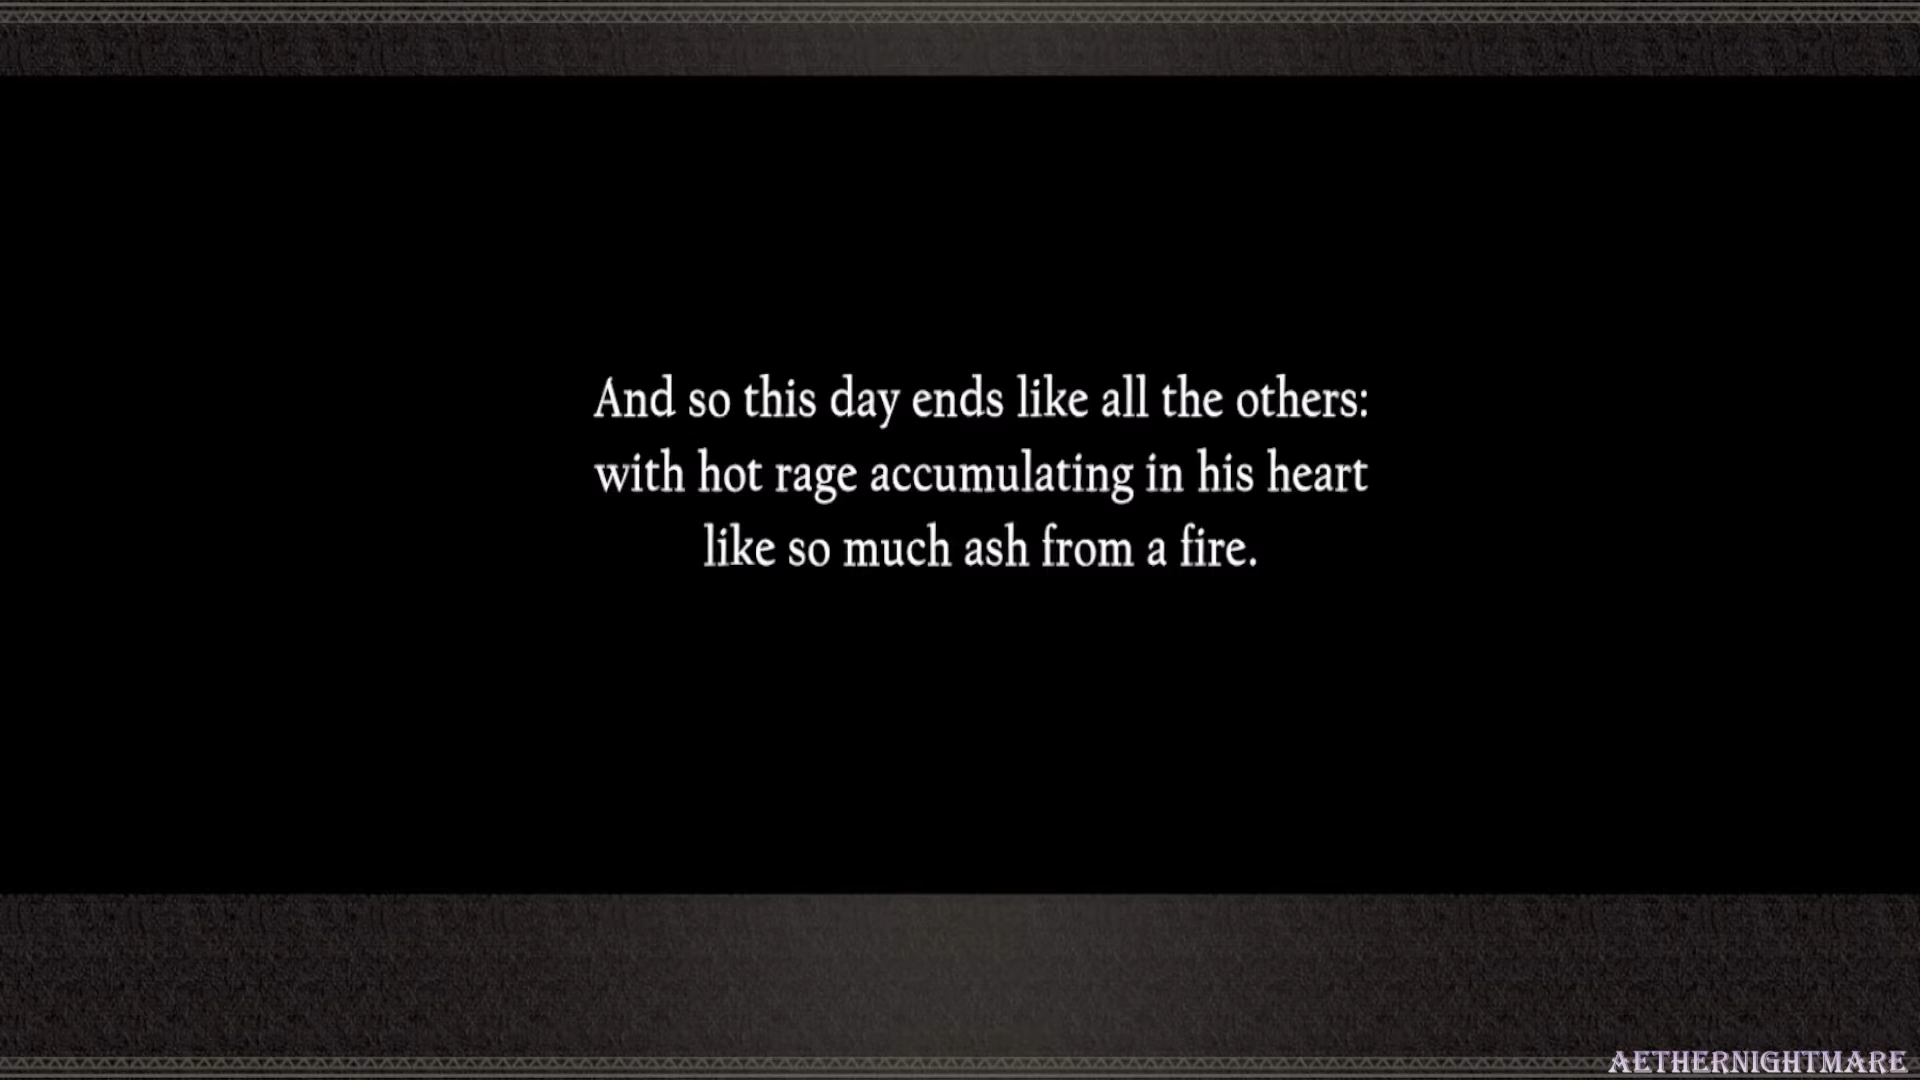 And so this day ends like all the others:
with hot rage accumulating in his heart
like so much ash from a fire.
AETHERNIGHTMARE